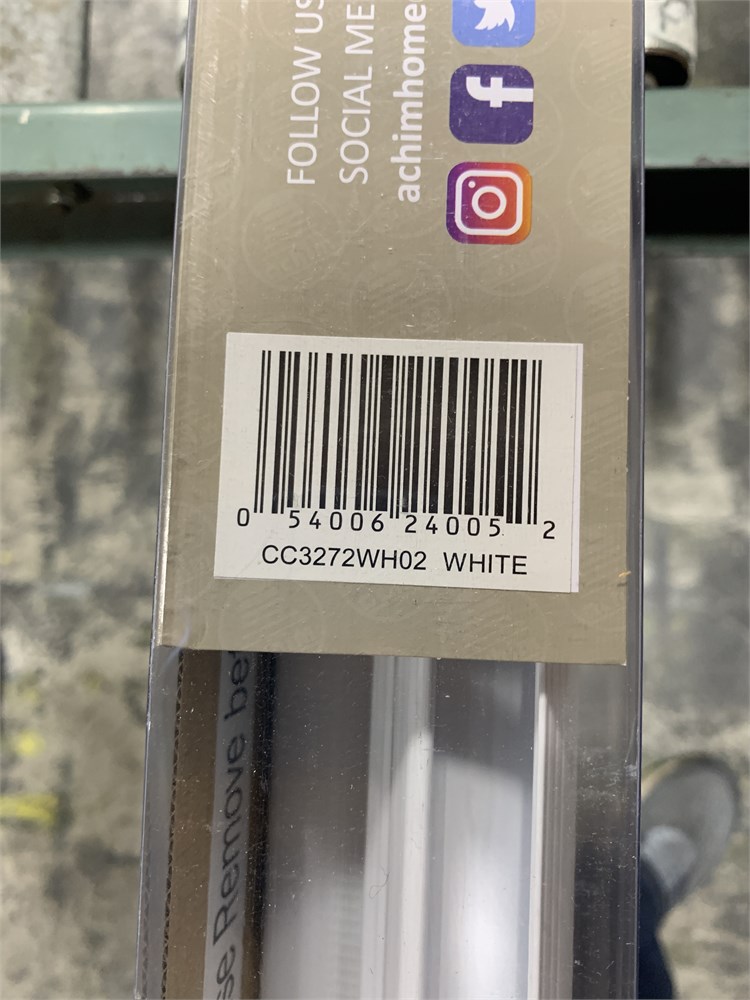 FOLLOW US
SOCIAL ME
achimhome
0 54006 24005 2
CC3272WH02 WHITE
se Remove be